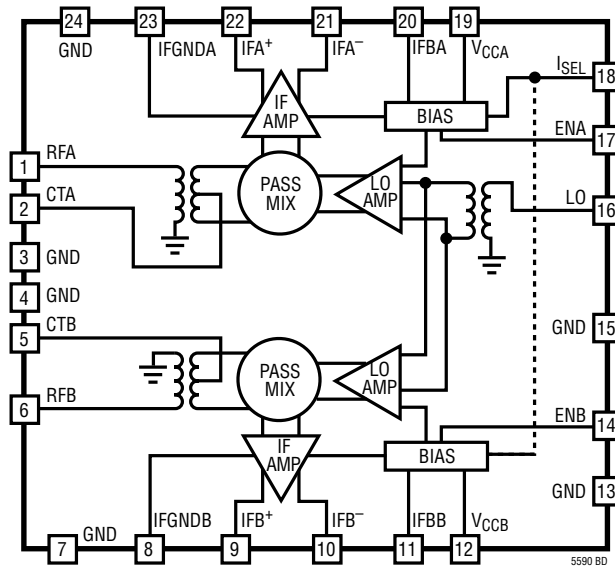 24 23 22 21 20 19
GND IFGNDA IFA+ IFA− IFBA VCCA
ISEL 18
IF AMP
BIAS
ENA 17
1 RFA
PASS MIX
LO AMP
2 CTA
LO 16
3 GND
4 GND
5 CTB
GND 15
PASS MIX
LO AMP
6 RFB
ENB 14
IF AMP
BIAS
GND 13
GND IFGNDB IFB+ IFB− IFBB VCCB
7 8 9 10 11 12
5590 BD